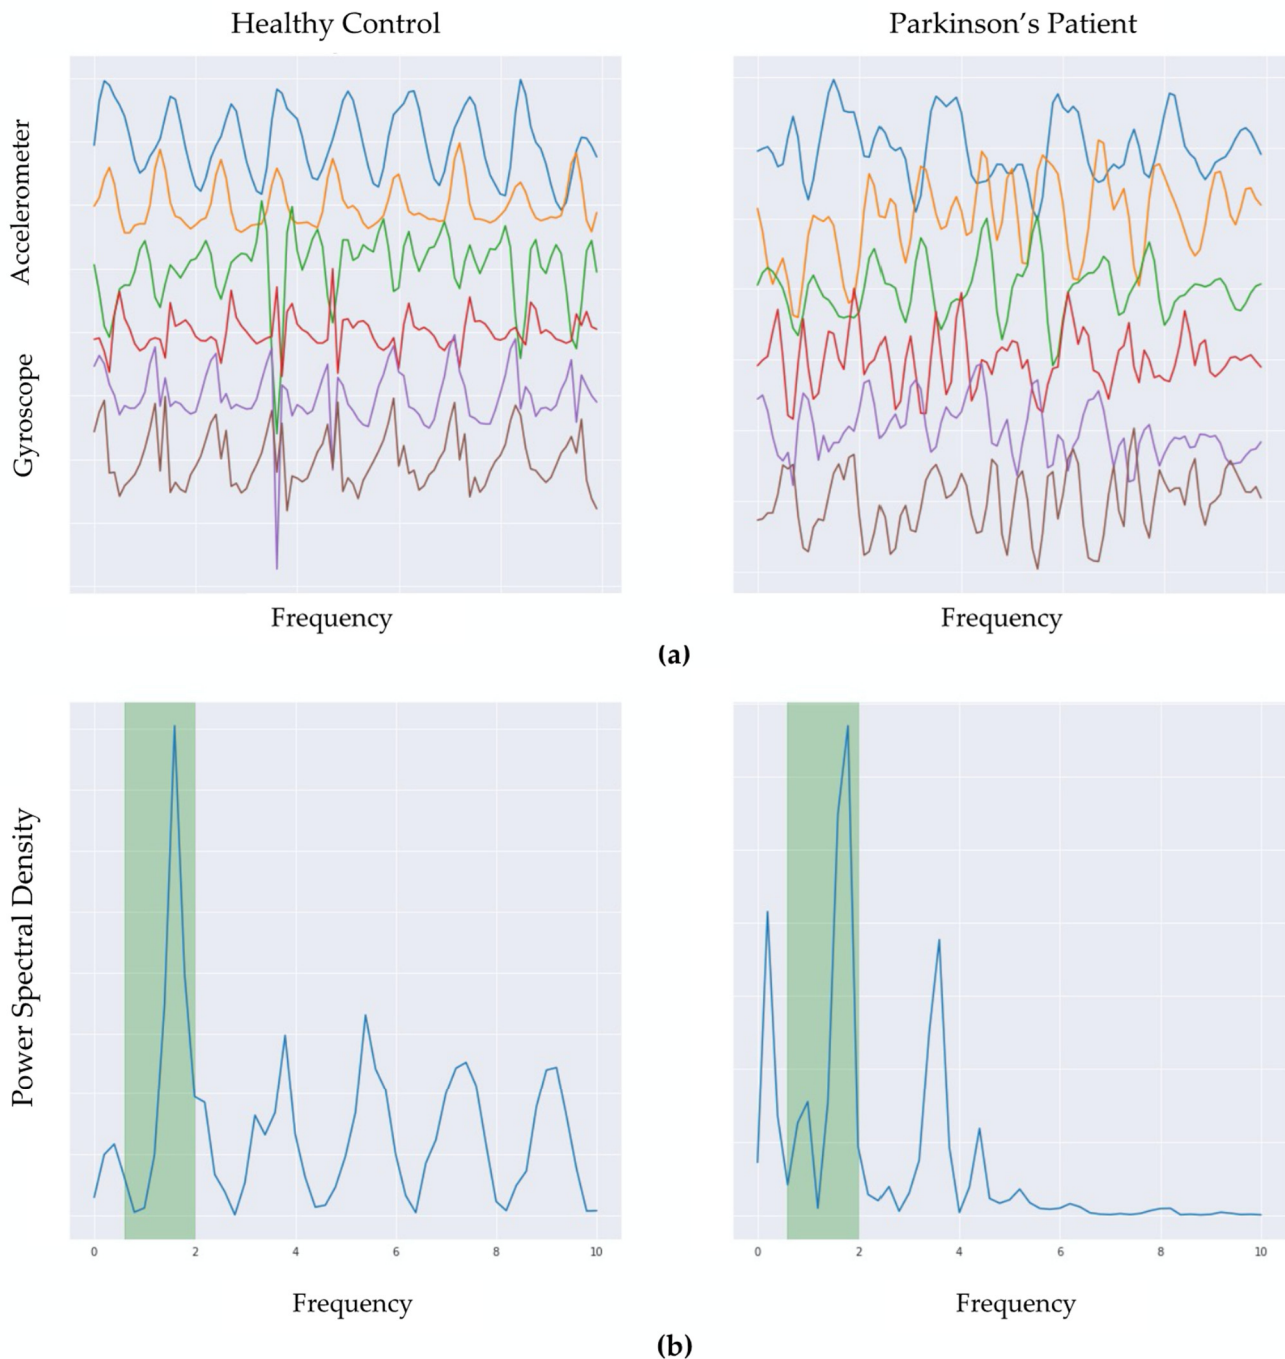 Healthy Control
Parkinson's Patient
Accelerometer
Gyroscope
Frequency
Frequency
(a)
Power Spectral Density
0 2 4 6 8 10
0 2 4 6 8 10
Frequency
Frequency
(b)